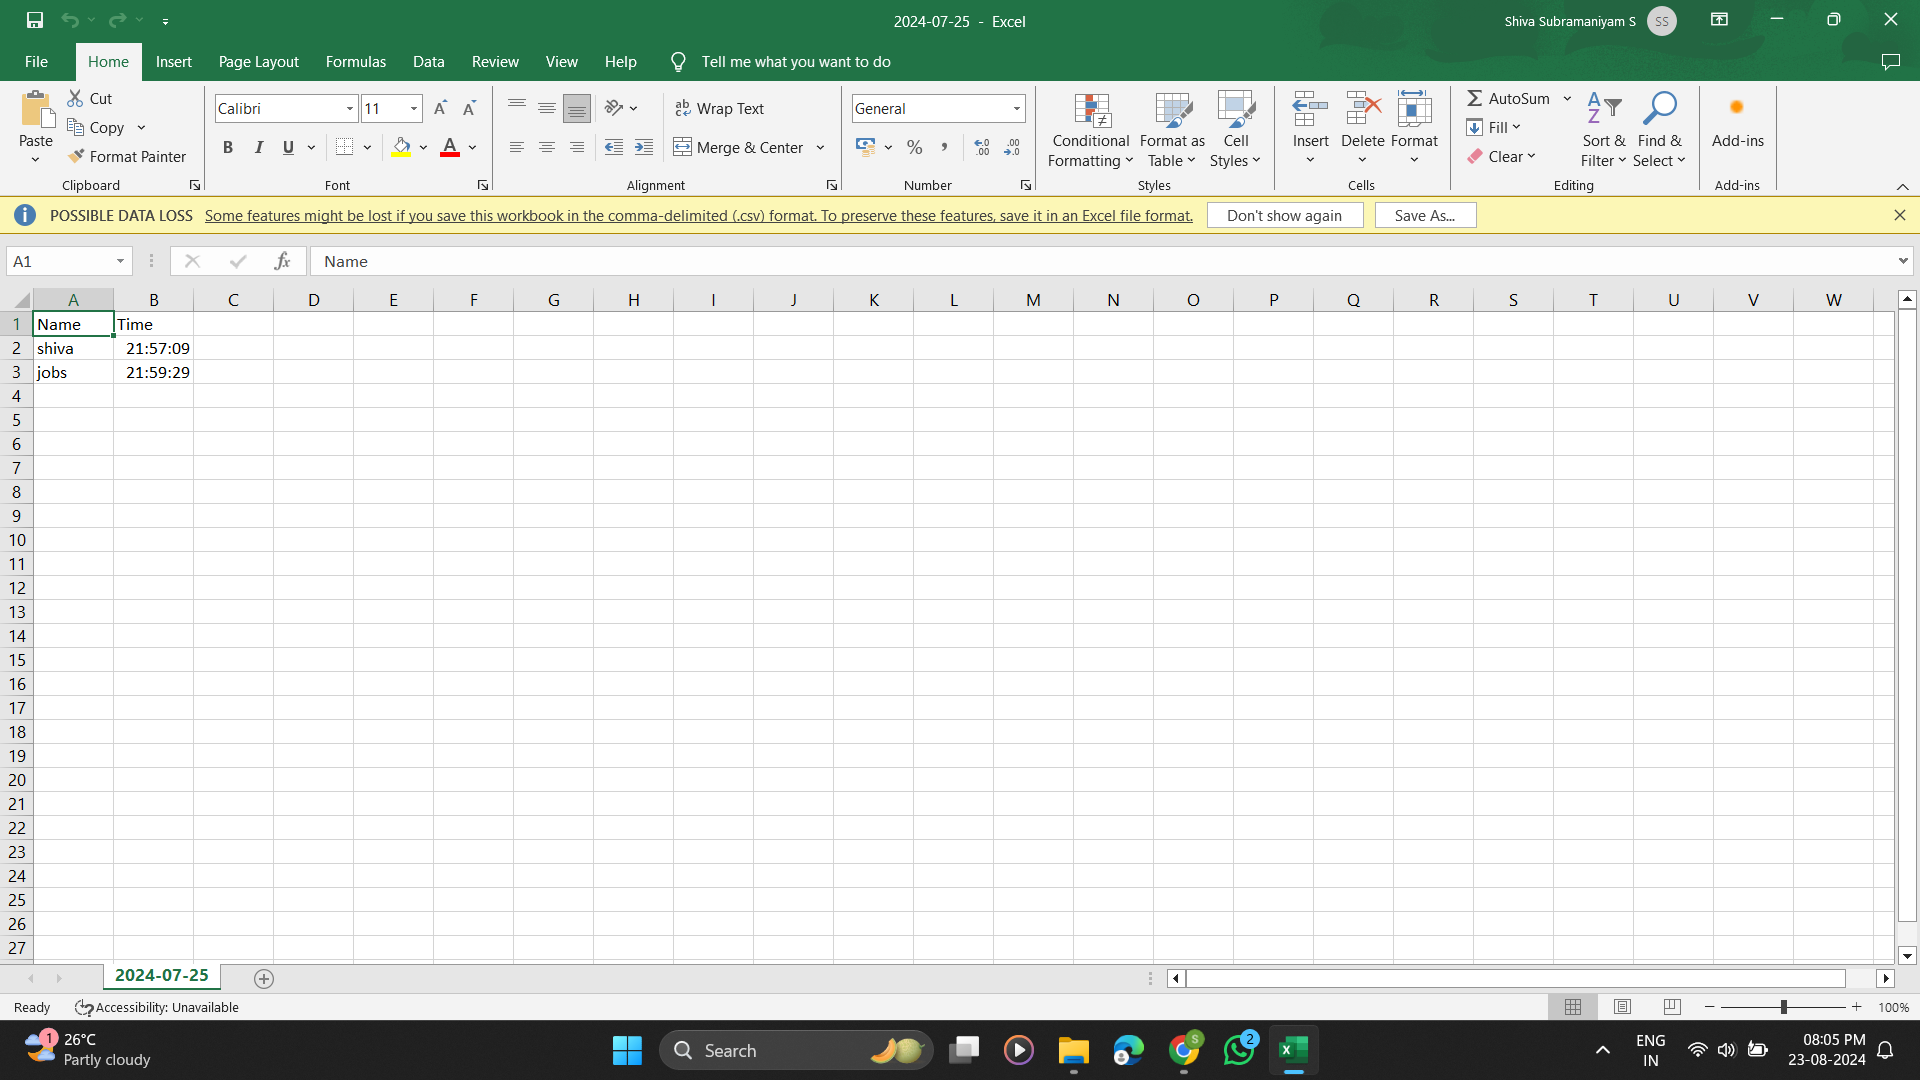 2024-07-25 - Excel
Shiva Subramaniyam S SS
File Home Insert Page Layout Formulas Data Review View Help Tell me what you want to do
Paste
Cut
Copy
Format Painter
Clipboard
Calibri 11
B I U A
Font
Wrap Text
Merge & Center
Alignment
General
% ,
Number
Conditional Formatting
Format as Table
Cell Styles
Styles
Insert Delete Format
Cells
AutoSum
Fill
Clear
Sort & Filter
Find & Select
Editing
Add-ins
Add-ins
POSSIBLE DATA LOSS Some features might be lost if you save this workbook in the comma-delimited (.csv) format. To preserve these features, save it in an Excel file format. Don't show again Save As...
A1 fx Name
A B C D E F G H I J K L M N O P Q R S T U V W
1 Name Time
2 shiva 21:57:09
3 jobs 21:59:29
4
5
6
7
8
9
10
11
12
13
14
15
16
17
18
19
20
21
22
23
24
25
26
27
2024-07-25
Ready Accessibility: Unavailable 100%
1 26°C
Partly cloudy
Search
S
2
ENG
IN
08:05 PM
23-08-2024